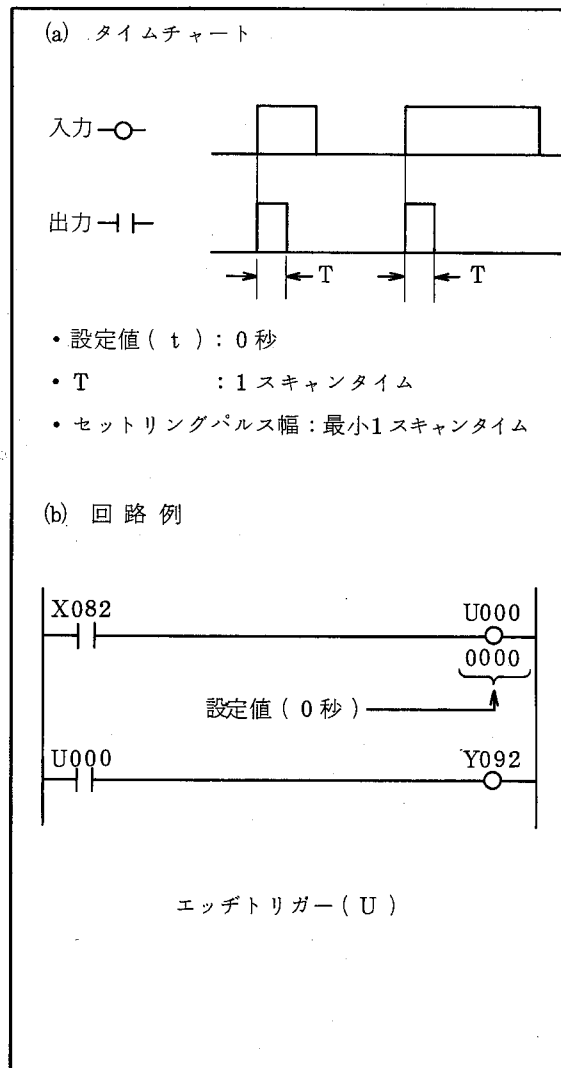 (a) タイムチャート
入力
出力
T T
・設定値( t ): 0秒
・T : 1スキャンタイム
・セットリングパルス幅:最小1スキャンタイム
(b) 回路例
X082 U000
0000
設定値( 0秒 )
U000 Y092
エッヂトリガー( U )